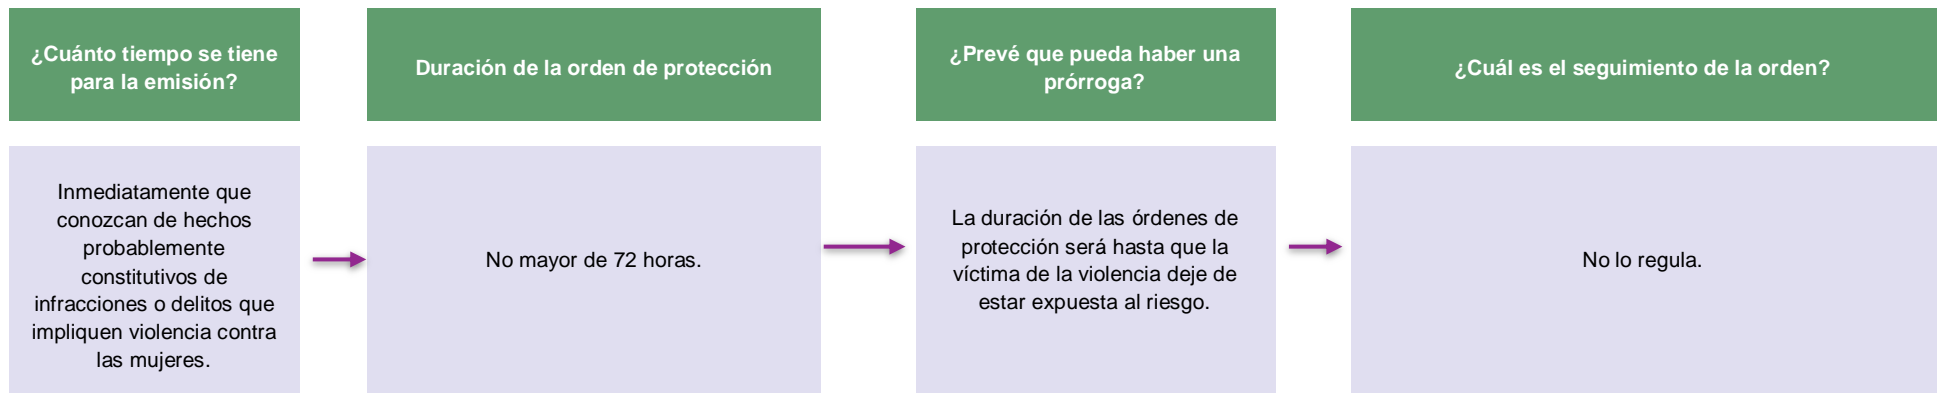 ¿Cuánto tiempo se tiene
para la emisión?
Duración de la orden de protección
¿Prevé que pueda haber una
prórroga?
¿Cuál es el seguimiento de la orden?
Inmediatamente que
conozcan de hechos
probablemente
constitutivos de
infracciones o delitos que
impliquen violencia contra
las mujeres.
No mayor de 72 horas.
La duración de las órdenes de
protección será hasta que la
víctima de la violencia deje de
estar expuesta al riesgo.
No lo regula.